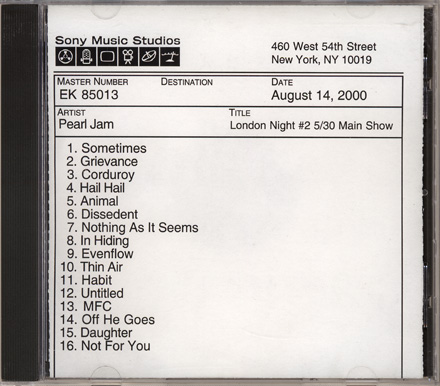 Sony Music Studios
460 West 54th Street
New York, NY 10019
MASTER NUMBER DESTINATION DATE
EK 85013 August 14, 2000
ARTIST TITLE
Pearl Jam London Night #2 5/30 Main Show
1. Sometimes
2. Grievance
3. Corduroy
4. Hail Hail
5. Animal
6. Dissedent
7. Nothing As It Seems
8. In Hiding
9. Evenflow
10. Thin Air
11. Habit
12. Untitled
13. MFC
14. Off He Goes
15. Daughter
16. Not For You